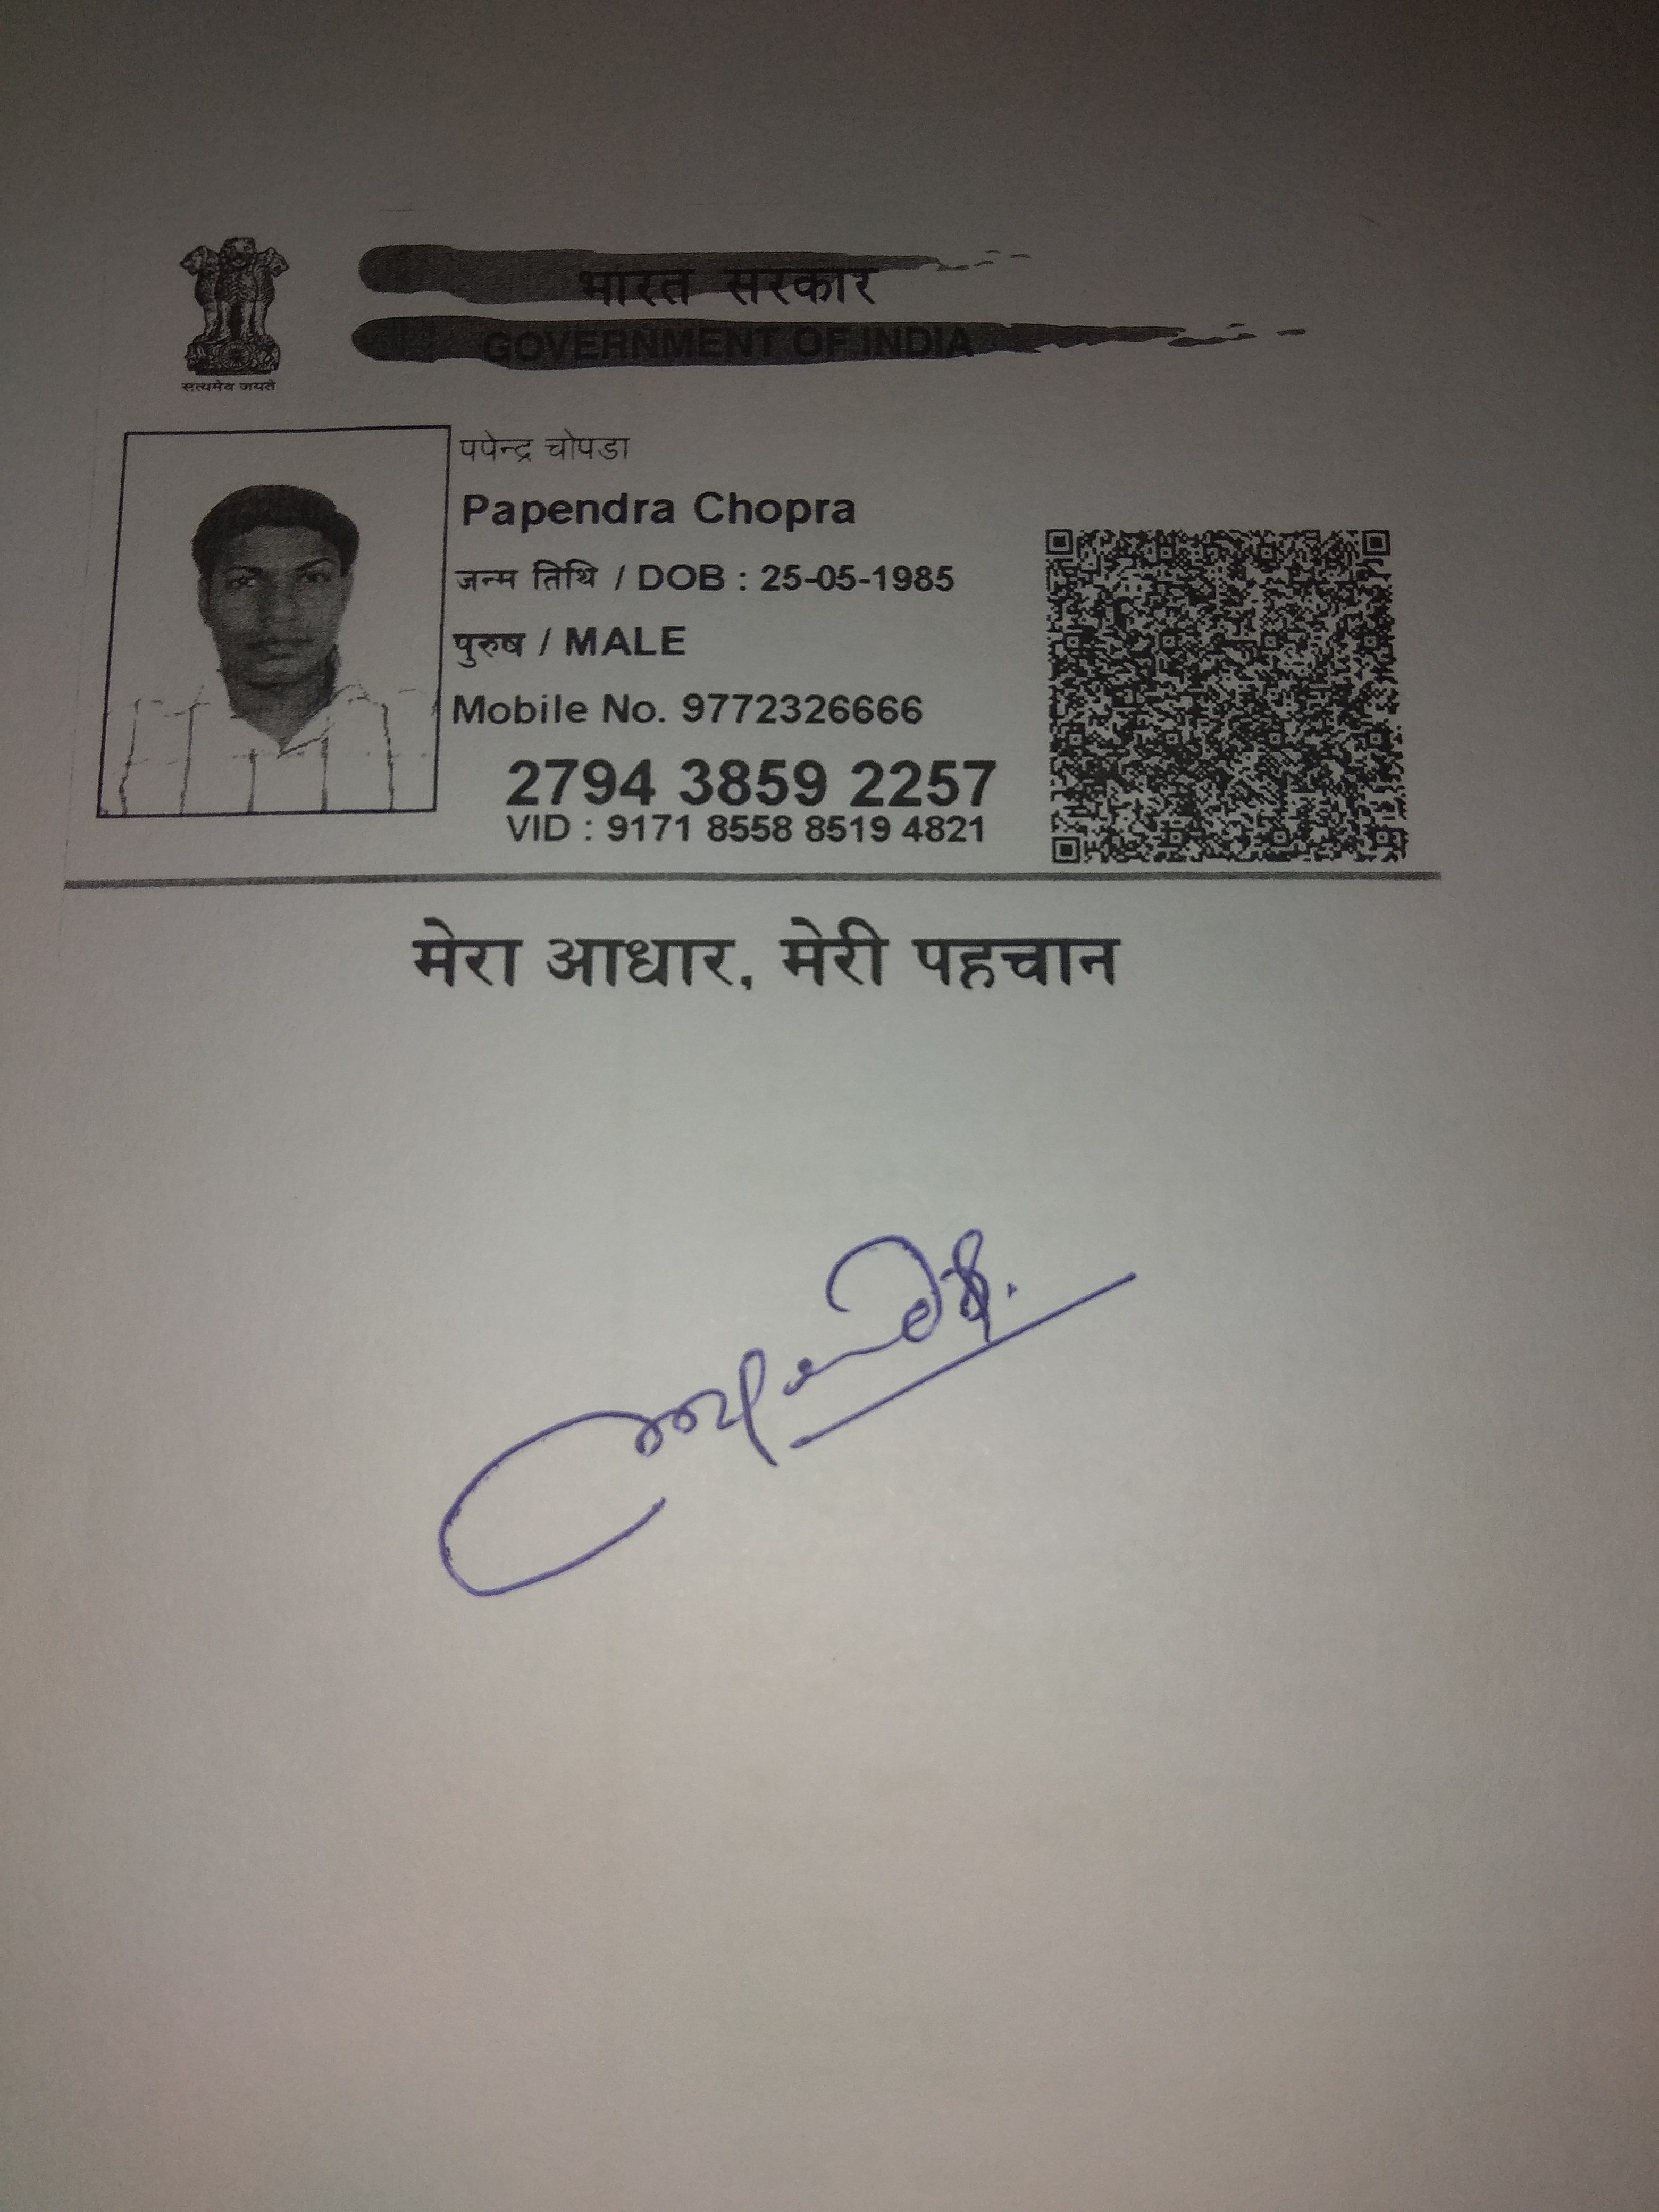 भारत सरकार
GOVERNMENT OF INDIA
सत्यमेव जयते
पपेन्द्र चोपडा
Papendra Chopra
जन्म तिथि / DOB : 25-05-1985
पुरुष / MALE
Mobile No. 9772326666
2794 3859 2257
VID : 9171 8558 8519 4821
मेरा आधार, मेरी पहचान